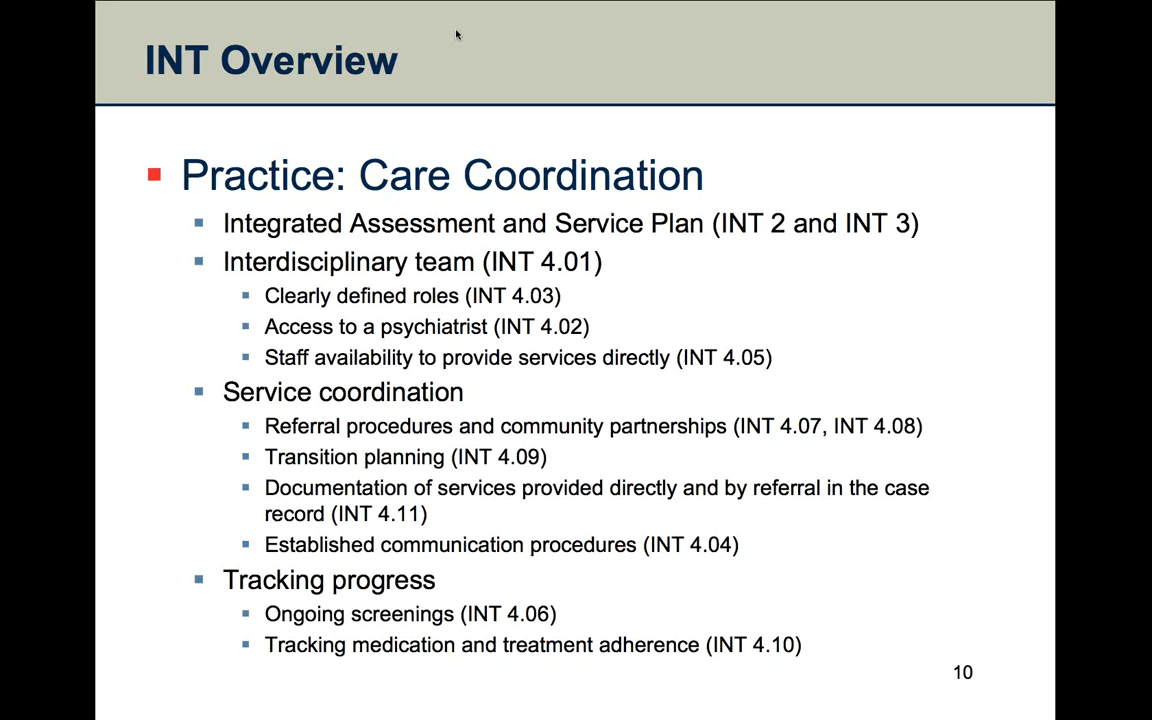 INT Overview
Practice: Care Coordination
Integrated Assessment and Service Plan (INT 2 and INT 3)
Interdisciplinary team (INT 4.01)
Clearly defined roles (INT 4.03)
Access to a psychiatrist (INT 4.02)
Staff availability to provide services directly (INT 4.05)
Service coordination
Referral procedures and community partnerships (INT 4.07, INT 4.08)
Transition planning (INT 4.09)
Documentation of services provided directly and by referral in the case
record (INT 4.11)
Established communication procedures (INT 4.04)
Tracking progress
Ongoing screenings (INT 4.06)
Tracking medication and treatment adherence (INT 4.10)
10